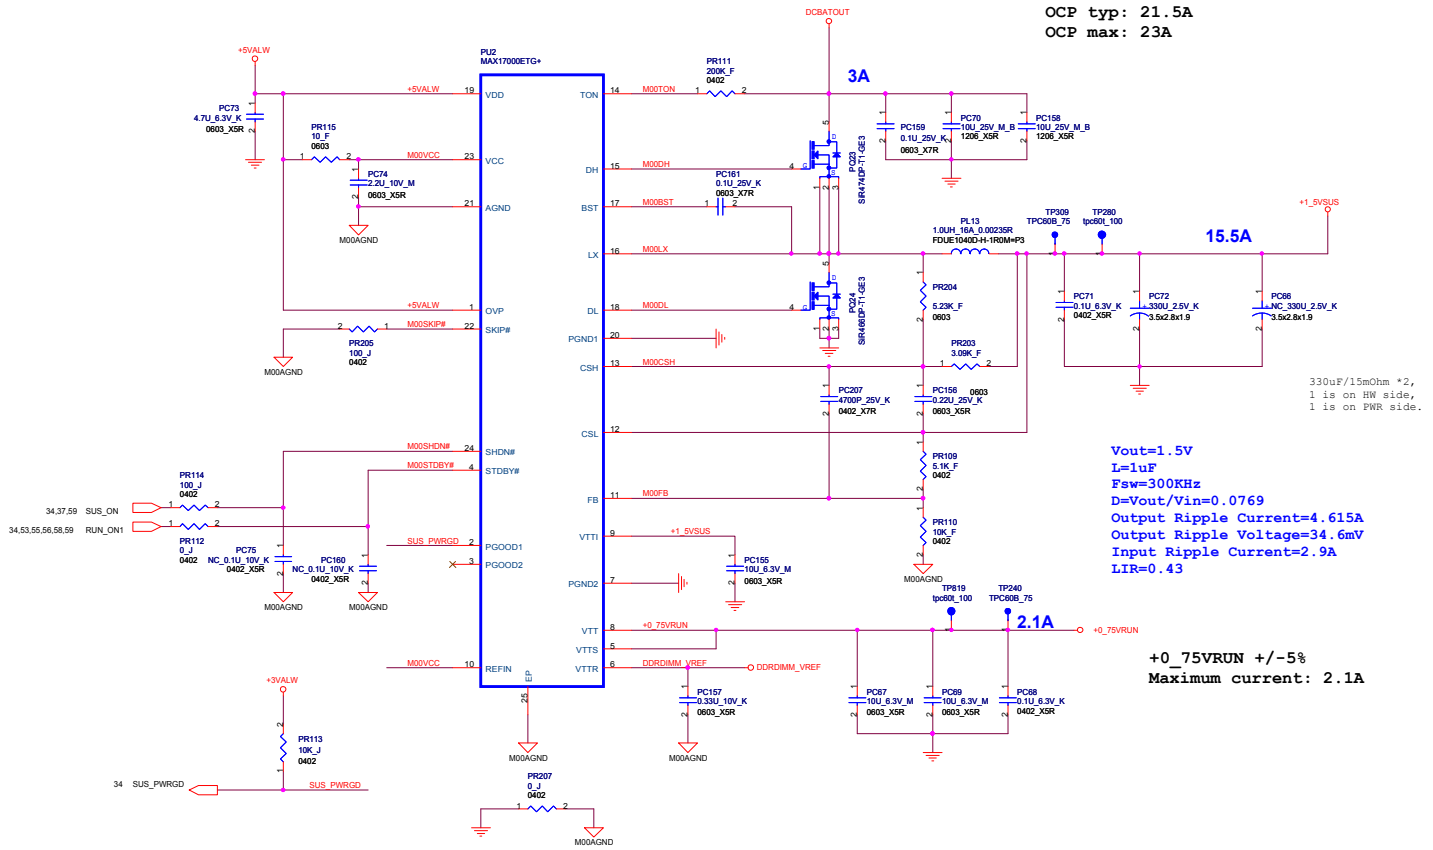 OCP typ: 21.5A
OCP max: 23A
DCBATOUT
3A
+5VALW
PC73
4.7U_6.3V_K
0603_X5R
PR115
10_F
0603
PC74
2.2U_10V_M
0603_X5R
M00AGND
PU2
MAX17000ETG+
+5VALW 19 VDD
M00VCC 23 VCC
21 AGND
+5VALW 1 OVP
M00SKIP# 22 SKIP#
PR205
100_J
0402
M00AGND
M00SHDN# 24 SHDN#
M00STDBY# 4 STDBY#
PR114
100_J
0402
34,37,59 SUS_ON
34,53,55,56,58,59 RUN_ON1
PR112
0_J
0402
PC75
NC_0.1U_10V_K
0402_X5R
PC160
NC_0.1U_10V_K
0402_X5R
M00AGND
M00AGND
SUS_PWRGD 2 PGOOD1
3 PGOOD2
M00VCC 10 REFIN
EP
25
M00AGND
+3VALW
PR113
10K_J
0402
34 SUS_PWRGD
SUS_PWRGD
PR207
0_J
0402
M00AGND
TON 14 M00TON
PR111
200K_F
0402
DH 15 M00DH
BST 17 M00BST
PC161
0.1U_25V_K
0603_X7R
LX 16 M00LX
DL 18 M00DL
PGND1 20
CSH 13 M00CSH
CSL 12
FB 11 M00FB
VTTI 9 +1_5VSUS
PGND2 7
VTT 8 +0_75VRUN
VTTS 5
VTTR 6 DDRDIMM_VREF
DDRDIMM_VREF
PQ23
SIR474DP-T1-GE3
PQ24
SIR466DP-T1-GE3
PC159
0.1U_25V_K
0603_X7R
PC70
10U_25V_M_B
1206_X5R
PC158
10U_25V_M_B
1206_X5R
PL13
1.0UH_16A_0.00235R
FDUE1040D-H-1R0M=P3
TP309
TPC60B_75
TP280
tpc60t_100
15.5A
+1_5VSUS
PR204
5.23K_F
0603
PR203
3.09K_F
0603
PC207
4700P_25V_K
0402_X7R
PC156
0.22U_25V_K
0603_X5R
PC71
0.1U_6.3V_K
0402_X5R
PC72
330U_2.5V_K
3.5x2.8x1.9
PC66
NC_330U_2.5V_K
3.5x2.8x1.9
330uF/15mOhm *2,
1 is on HW side,
1 is on PWR side.
PR109
5.1K_F
0402
PR110
10K_F
0402
M00AGND
Vout=1.5V
L=1uF
Fsw=300KHz
D=Vout/Vin=0.0769
Output Ripple Current=4.615A
Output Ripple Voltage=34.6mV
Input Ripple Current=2.9A
LIR=0.43
PC155
10U_6.3V_M
0603_X5R
TP819
tpc60t_100
TP240
TPC60B_75
2.1A
+0_75VRUN
+0_75VRUN +/-5%
Maximum current: 2.1A
PC157
0.33U_10V_K
0603_X5R
M00AGND
PC67
10U_6.3V_M
0603_X5R
PC69
10U_6.3V_M
0603_X5R
PC68
0.1U_6.3V_K
0402_X5R